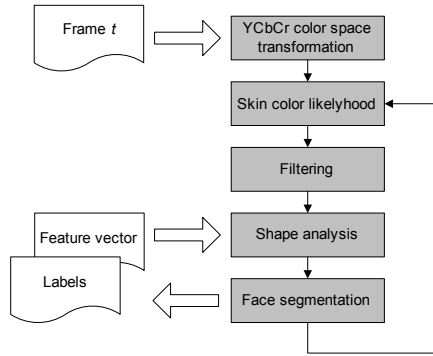 Frame t
YCbCr color space
transformation
Skin color likelyhood
Filtering
Feature vector
Shape analysis
Labels
Face segmentation